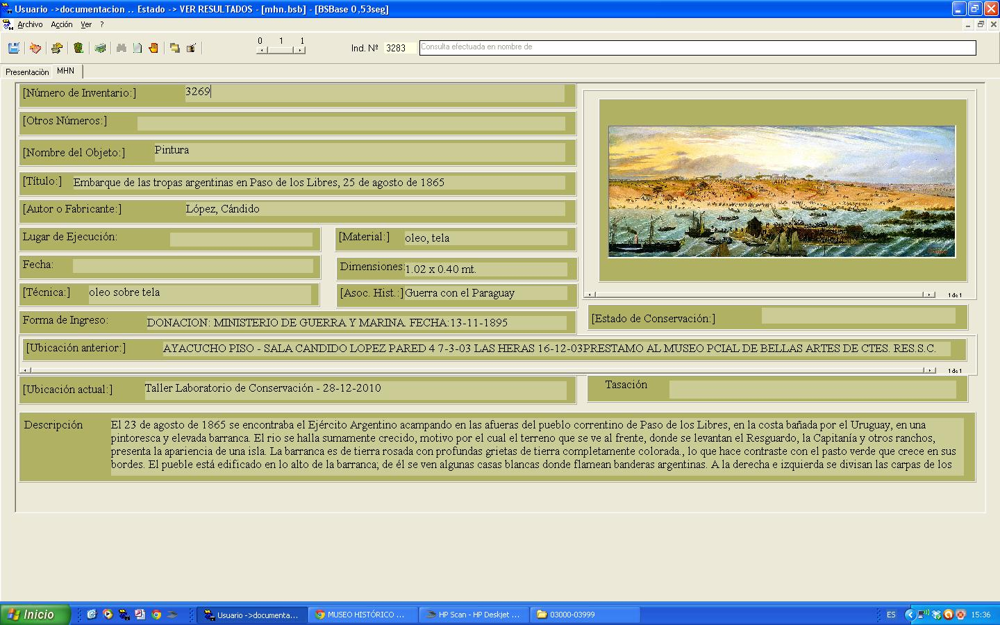 Usuario ->documentacion .. Estado -> VER RESULTADOS - [mhn.bsb] - [BSBase 0,53seg]
Archivo Acción Ver ?
0 1 1
Ind. Nº 3283 Consulta efectuada en nombre de
Presentaciòn MHN
[Número de Inventario:] 3269
[Otros Números:]
[Nombre del Objeto:] Pintura
[Título:] Embarque de las tropas argentinas en Paso de los Libres, 25 de agosto de 1865
[Autor o Fabricante:] López, Cándido
Lugar de Ejecución: [Material:] oleo, tela
Fecha: Dimensiones: 1.02 x 0.40 mt.
[Técnica:] oleo sobre tela [Asoc. Hist.:] Guerra con el Paraguay
1 de 1
Forma de Ingreso: DONACION: MINISTERIO DE GUERRA Y MARINA. FECHA:13-11-1895 [Estado de Conservación:]
[Ubicación anterior:] AYACUCHO PISO - SALA CANDIDO LOPEZ PARED 4 7-3-03 LAS HERAS 16-12-03PRESTAMO AL MUSEO PCIAL DE BELLAS ARTES DE CTES. RES.S.C.
1 de 1
[Ubicación actual:] Taller Laboratorio de Conservación - 28-12-2010 Tasación
Descripción El 23 de agosto de 1865 se encontraba el Ejército Argentino acampando en las afueras del pueblo correntino de Paso de los Libres, en la costa bañada por el Uruguay, en una
pintoresca y elevada barranca. El rio se halla sumamente crecido, motivo por el cual el terreno que se ve al frente, donde se levantan el Resguardo, la Capitanía y otros ranchos,
presenta la apariencia de una isla. La barranca es de tierra rosada con profundas grietas de tierra completamente colorada., lo que hace contraste con el pasto verde que crece en sus
bordes. El pueble está edificado en lo alto de la barranca; de él se ven algunas casas blancas donde flamean banderas argentinas. A la derecha e izquierda se divisan las carpas de los
Inicio Usuario ->documenta... MUSEO HISTÓRICO ... HP Scan - HP Deskjet ... 03000-03999 ES 15:36